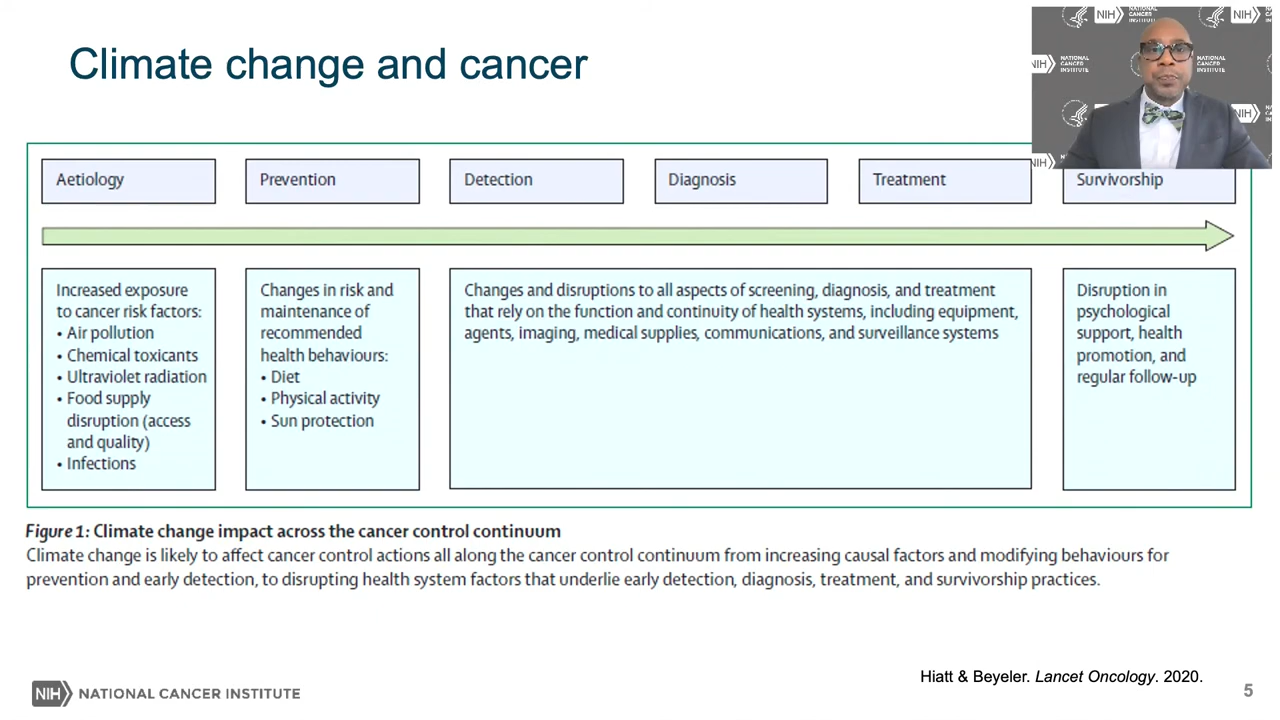 Climate change and cancer
NIH NATIONAL CANCER INSTITUTE
Aetiology
Prevention
Detection
Diagnosis
Treatment
Survivorship
Increased exposure
to cancer risk factors:
• Air pollution
• Chemical toxicants
• Ultraviolet radiation
• Food supply
disruption (access
and quality)
• Infections
Changes in risk and
maintenance of
recommended
health behaviours:
• Diet
• Physical activity
• Sun protection
Changes and disruptions to all aspects of screening, diagnosis, and treatment
that rely on the function and continuity of health systems, including equipment,
agents, imaging, medical supplies, communications, and surveillance systems
Disruption in
psychological
support, health
promotion, and
regular follow-up
Figure 1: Climate change impact across the cancer control continuum
Climate change is likely to affect cancer control actions all along the cancer control continuum from increasing causal factors and modifying behaviours for
prevention and early detection, to disrupting health system factors that underlie early detection, diagnosis, treatment, and survivorship practices.
Hiatt & Beyeler. Lancet Oncology. 2020.
NIH NATIONAL CANCER INSTITUTE
5